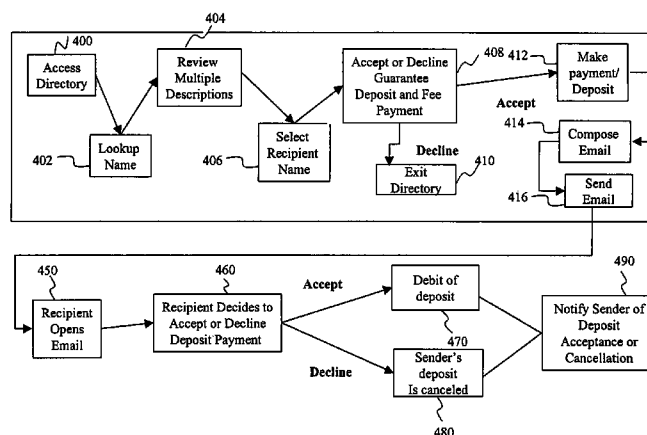 400
Access
Directory
402
Lookup
Name
404
Review
Multiple
Descriptions
406
Select
Recipient
Name
Accept or Decline
Guarantee
Deposit and Fee
Payment
408
Decline
Exit
Directory
410
Accept
412
Make
payment/
Deposit
414
Compose
Email
416
Send
Email
450
Recipient
Opens
Email
460
Recipient Decides to
Accept or Decline
Deposit Payment
Accept
Debit of
deposit
470
Decline
Sender's
deposit
Is canceled
480
490
Notify Sender of
Deposit
Acceptance or
Cancellation